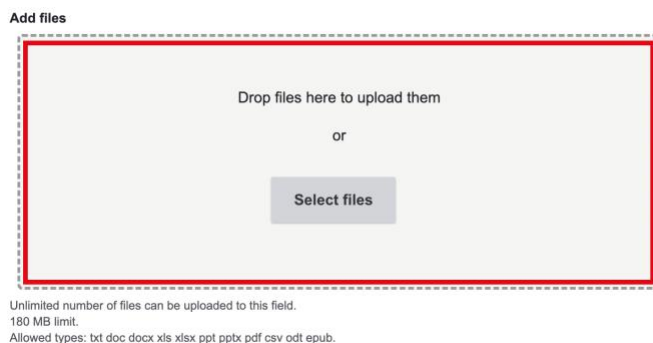 Add files
Drop files here to upload them
or
Select files
Unlimited number of files can be uploaded to this field.
180 MB limit.
Allowed types: txt doc docx xls xlsx ppt pptx pdf csv odt epub.